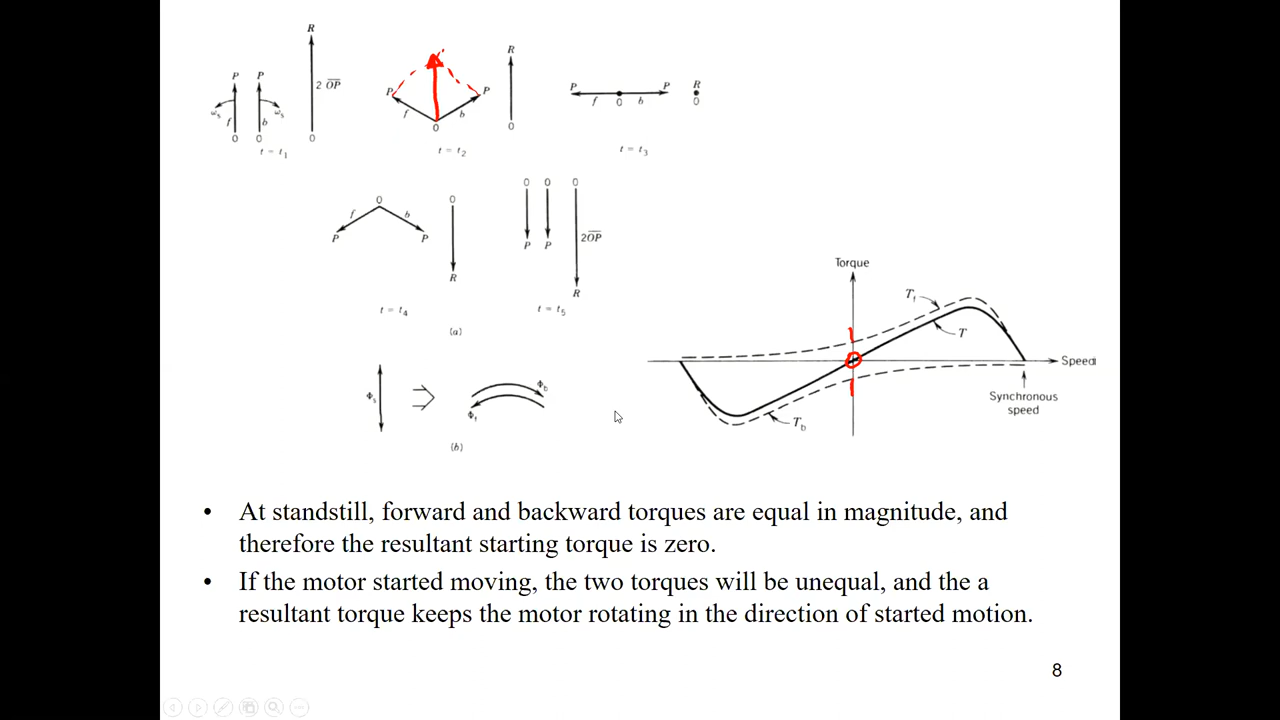 R
P P
2 OP
ωs f b ωs
0 0 0
t = t1
R
P P
f b
0 0
t = t2
P P R
f 0 b 0
t = t3
0 0
f b
P P
R
t = t4
0 0 0
P P 2OP
R
t = t5
(a)
Φs Φb
Φf
(b)
Torque
Tf
T
Speed
Synchronous
speed
Tb
• At standstill, forward and backward torques are equal in magnitude, and
therefore the resultant starting torque is zero.
• If the motor started moving, the two torques will be unequal, and the a
resultant torque keeps the motor rotating in the direction of started motion.
8